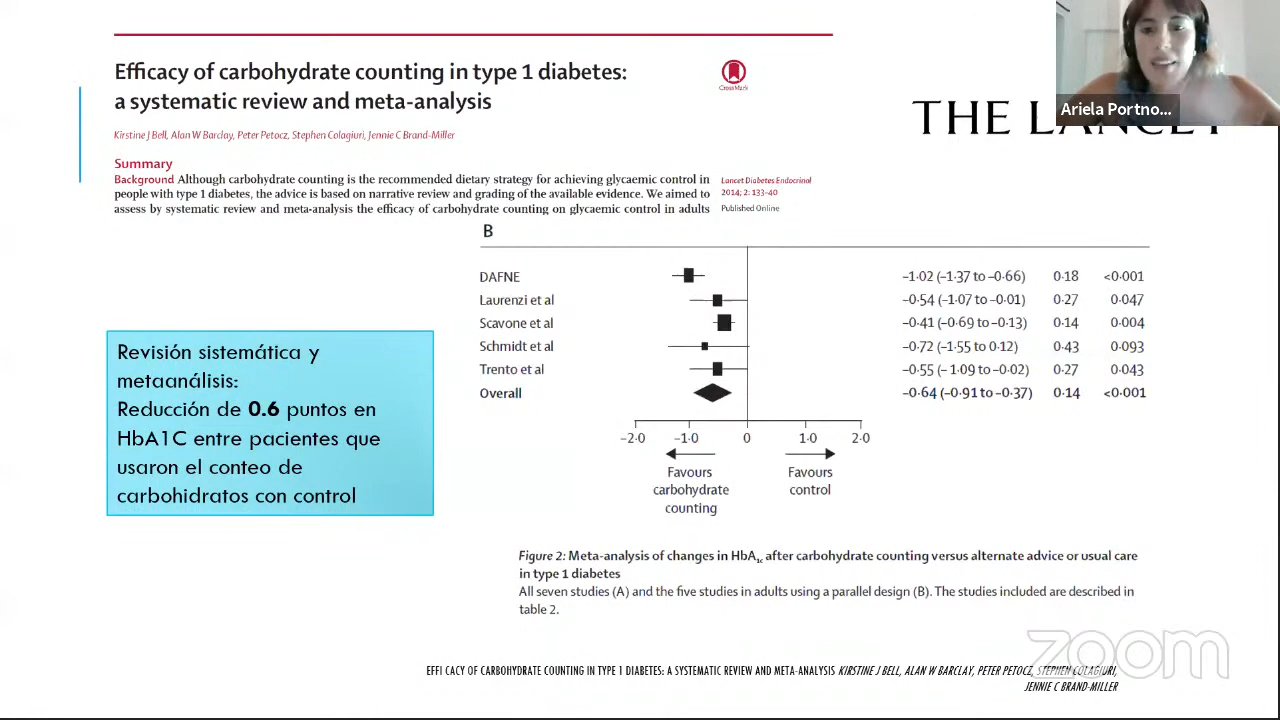 Efficacy of carbohydrate counting in type 1 diabetes:
a systematic review and meta-analysis
CrossMark
Kirstine J Bell, Alan W Barclay, Peter Petocz, Stephen Colagiuri, Jennie C Brand-Miller
THE LANCET
Ariela Portno...
Summary
Background Although carbohydrate counting is the recommended dietary strategy for achieving glycaemic control in
people with type 1 diabetes, the advice is based on narrative review and grading of the available evidence. We aimed to
assess by systematic review and meta-analysis the efficacy of carbohydrate counting on glycaemic control in adults
Lancet Diabetes Endocrinol
2014; 2: 133-40
Published Online
B
DAFNE −1·02 (−1·37 to −0·66) 0·18 <0·001
Laurenzi et al −0·54 (−1·07 to −0·01) 0·27 0·047
Scavone et al −0·41 (−0·69 to −0·13) 0·14 0·004
Schmidt et al −0·72 (−1·55 to 0·12) 0·43 0·093
Trento et al −0·55 (− 1·09 to −0·02) 0·27 0·043
Overall −0·64 (−0·91 to −0·37) 0·14 <0·001
−2·0 −1·0 0 1·0 2·0
Favours
carbohydrate
counting
Favours
control
Revisión sistemática y
metaanálisis:
Reducción de 0.6 puntos en
HbA1C entre pacientes que
usaron el conteo de
carbohidratos con control
Figure 2: Meta-analysis of changes in HbA1c after carbohydrate counting versus alternate advice or usual care
in type 1 diabetes
All seven studies (A) and the five studies in adults using a parallel design (B). The studies included are described in
table 2.
zoom
EFFI CACY OF CARBOHYDRATE COUNTING IN TYPE 1 DIABETES: A SYSTEMATIC REVIEW AND META-ANALYSIS KIRSTINE J BELL, ALAN W BARCLAY, PETER PETOCZ, STEPHEN COLAGIURI,
JENNIE C BRAND-MILLER